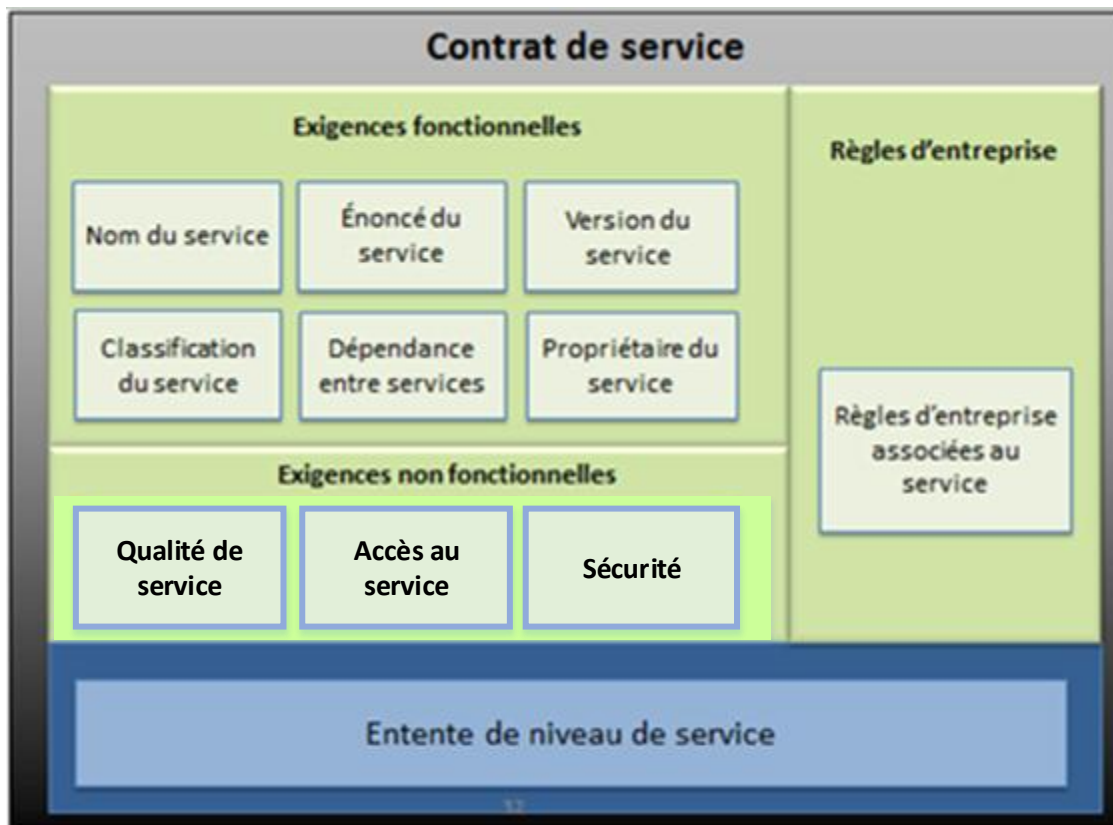 Contrat de service
Exigences fonctionnelles
Nom du service
Énoncé du
service
Version du
service
Classification
du service
Dépendance
entre services
Propriétaire du
service
Exigences non fonctionnelles
Qualité de
service
Accès au
service
Sécurité
Règles d'entreprise
Règles d'entreprise
associées au
service
Entente de niveau de service